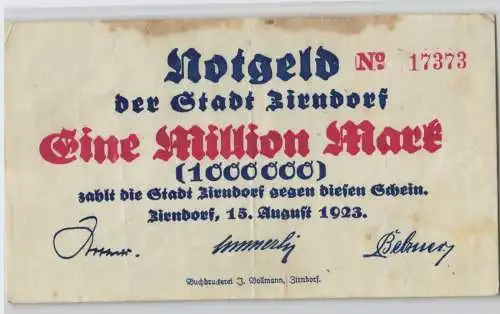 Notgeld № 17373
der Stadt Zirndorf
Eine Million Mark
(1000000)
zahlt die Stadt Zirndorf gegen diesen Schein.
Zirndorf, 15. August 1923.
Buchdruckerei J. Bollmann, Zirndorf.